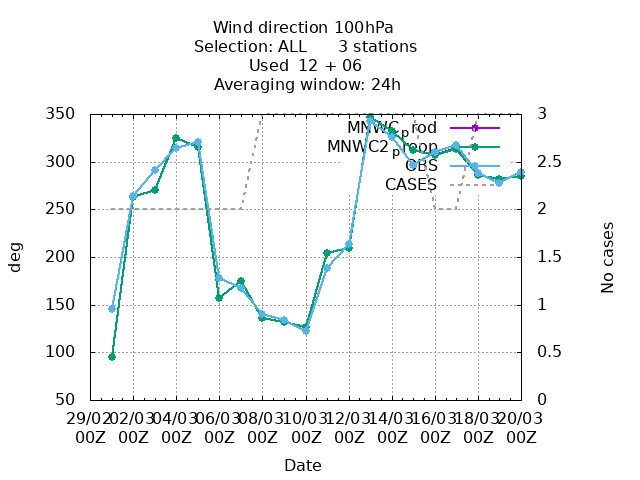 Wind direction 100hPa
Selection: ALL 3 stations
Used 12 + 06
Averaging window: 24h
350
300
250
200
150
100
50
deg
3
2.5
2
1.5
1
0.5
0
No cases
MNWC_prod
MNWC2_ploop
OBS
CASES
29/02 02/03 04/03 06/03 08/03 10/03 12/03 14/03 16/03 18/03 20/03
00Z 00Z 00Z 00Z 00Z 00Z 00Z 00Z 00Z 00Z 00Z
Date